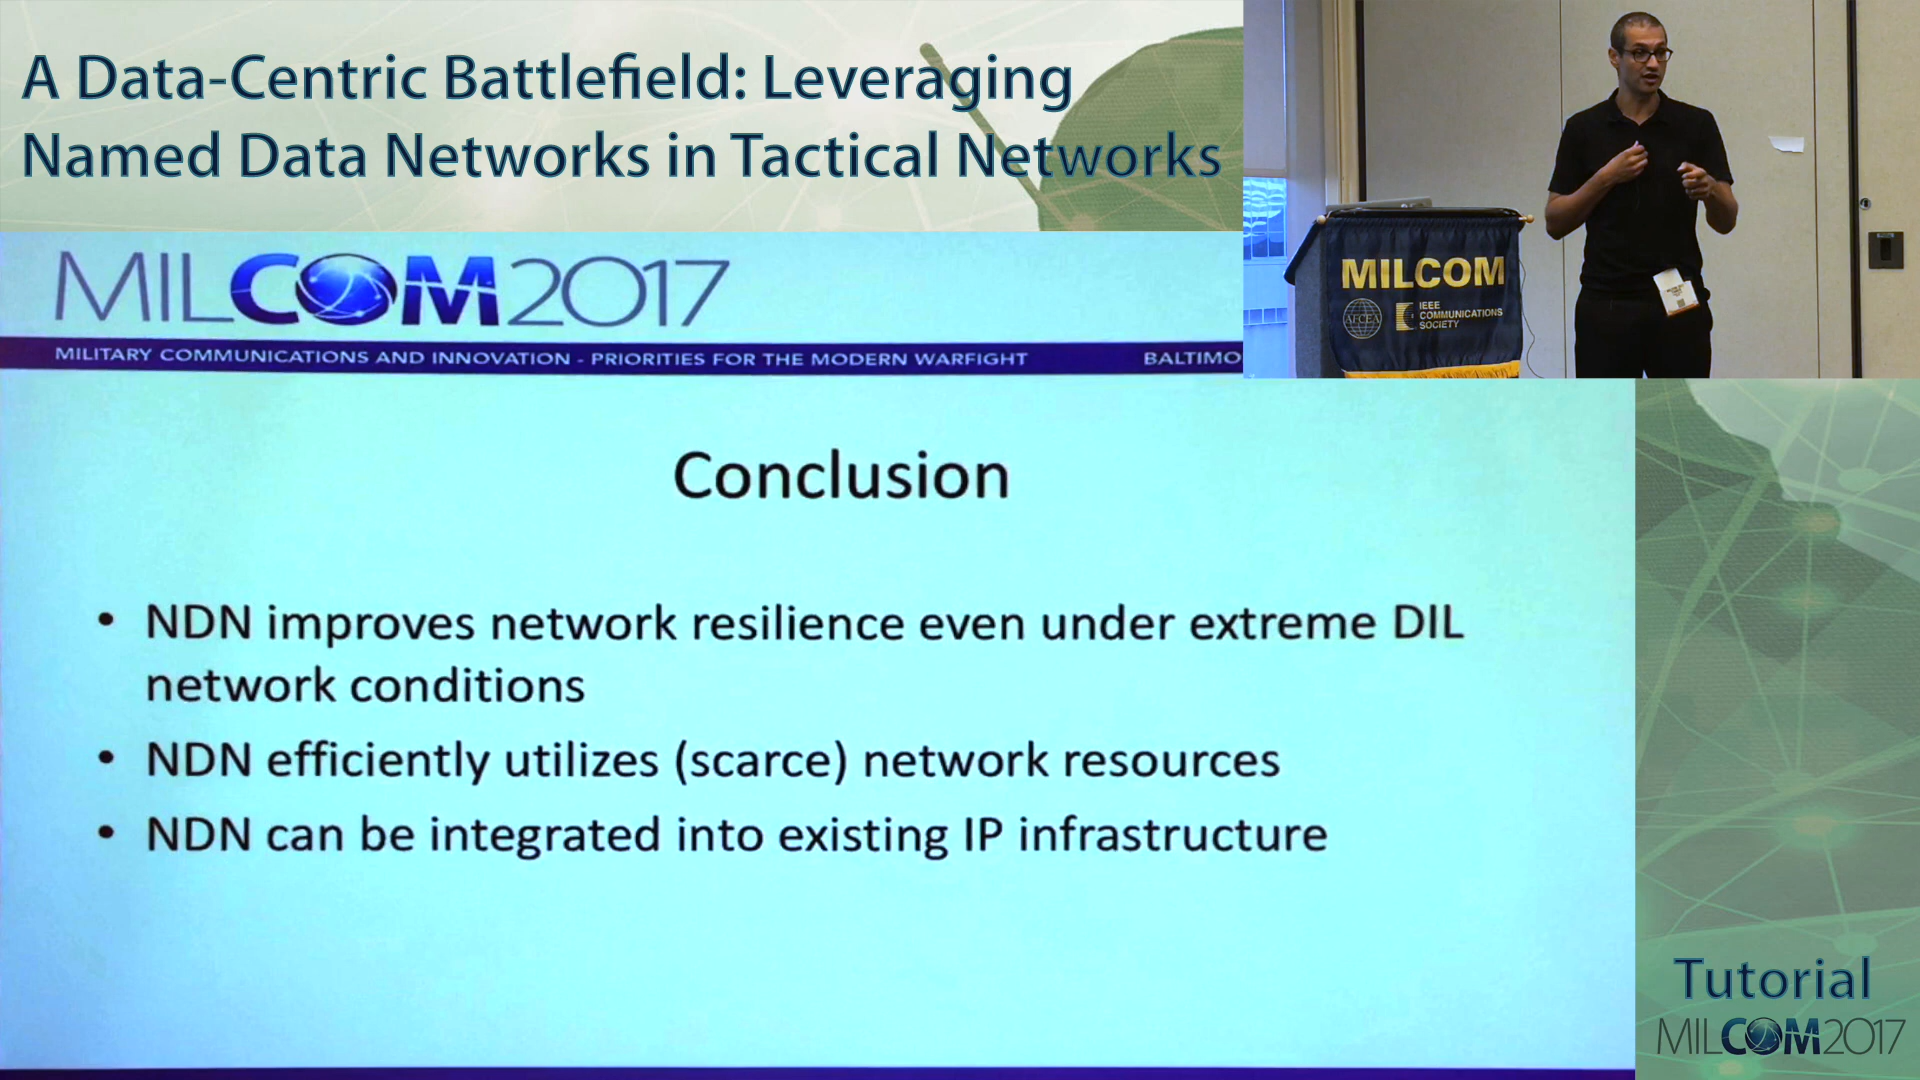 A Data-Centric Battlefield: Leveraging
Named Data Networks in Tactical Networks
MILCOM 2017
MILITARY COMMUNICATIONS AND INNOVATION - PRIORITIES FOR THE MODERN WARFIGHT
BALTIMO
MILCOM
AFCEA
IEEE
COMMUNICATIONS
SOCIETY
Conclusion
• NDN improves network resilience even under extreme DIL
network conditions
• NDN efficiently utilizes (scarce) network resources
• NDN can be integrated into existing IP infrastructure
Tutorial
MILCOM2017